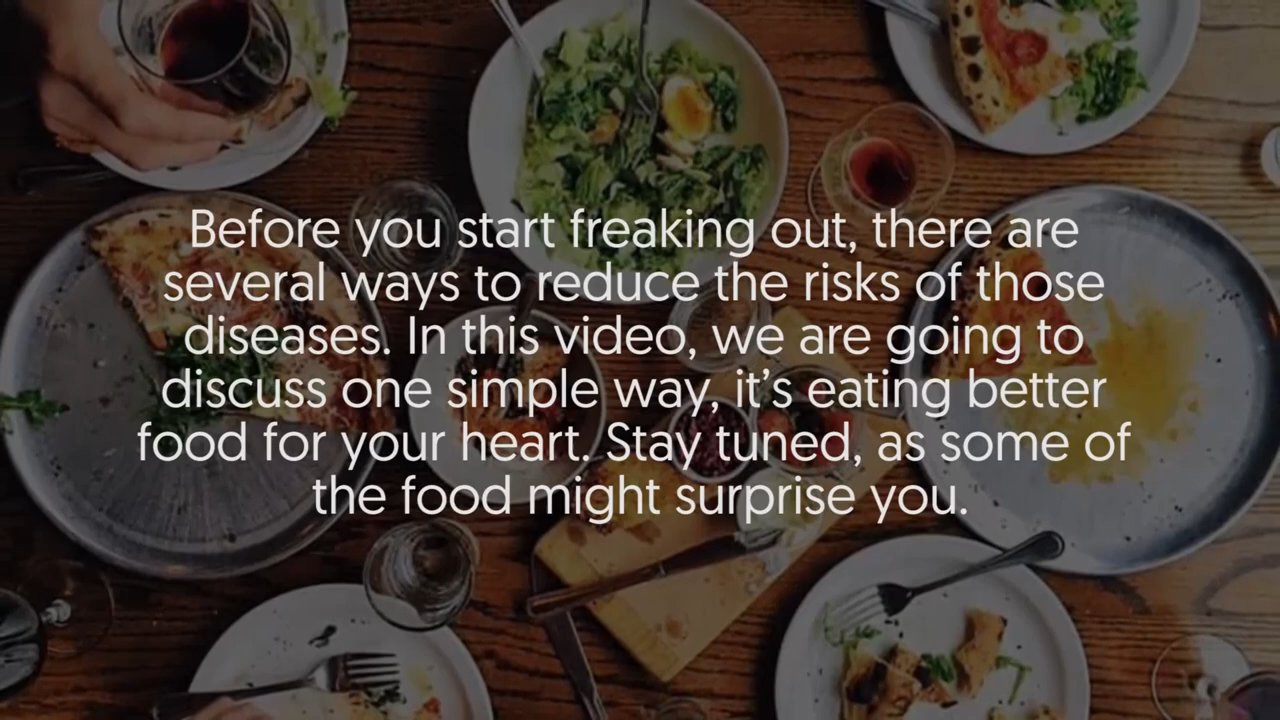 Before you start freaking out, there are
several ways to reduce the risks of those
diseases. In this video, we are going to
discuss one simple way, it’s eating better
food for your heart. Stay tuned, as some of
the food might surprise you.